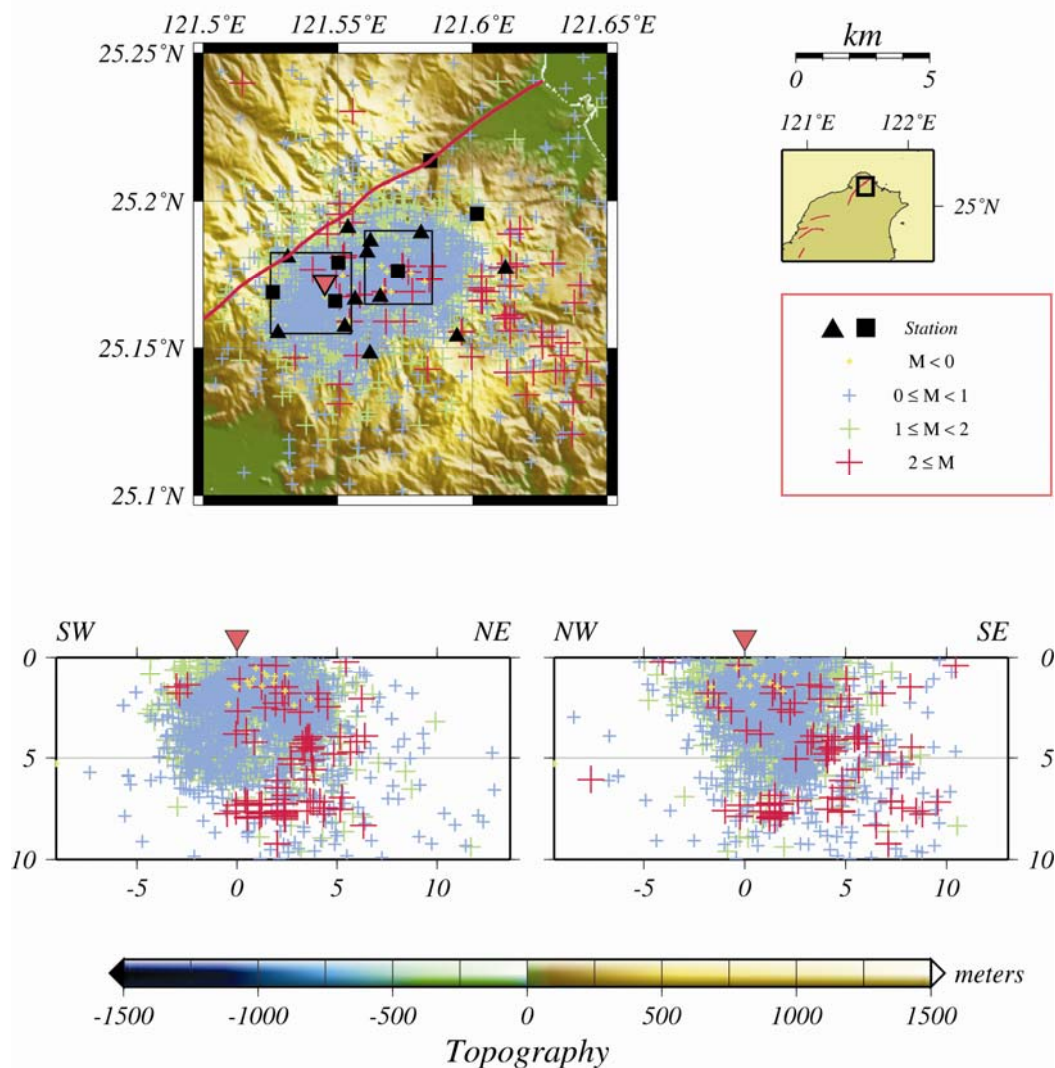 121.5°E 121.55°E 121.6°E 121.65°E
25.25°N
25.2°N
25.15°N
25.1°N
km
0 5
121°E 122°E
25°N
Station
M < 0
0 ≤ M < 1
1 ≤ M < 2
2 ≤ M
SW NE
0
5
10
-5 0 5 10
NW SE
0
5
10
-5 0 5 10
meters
-1500 -1000 -500 0 500 1000 1500
Topography